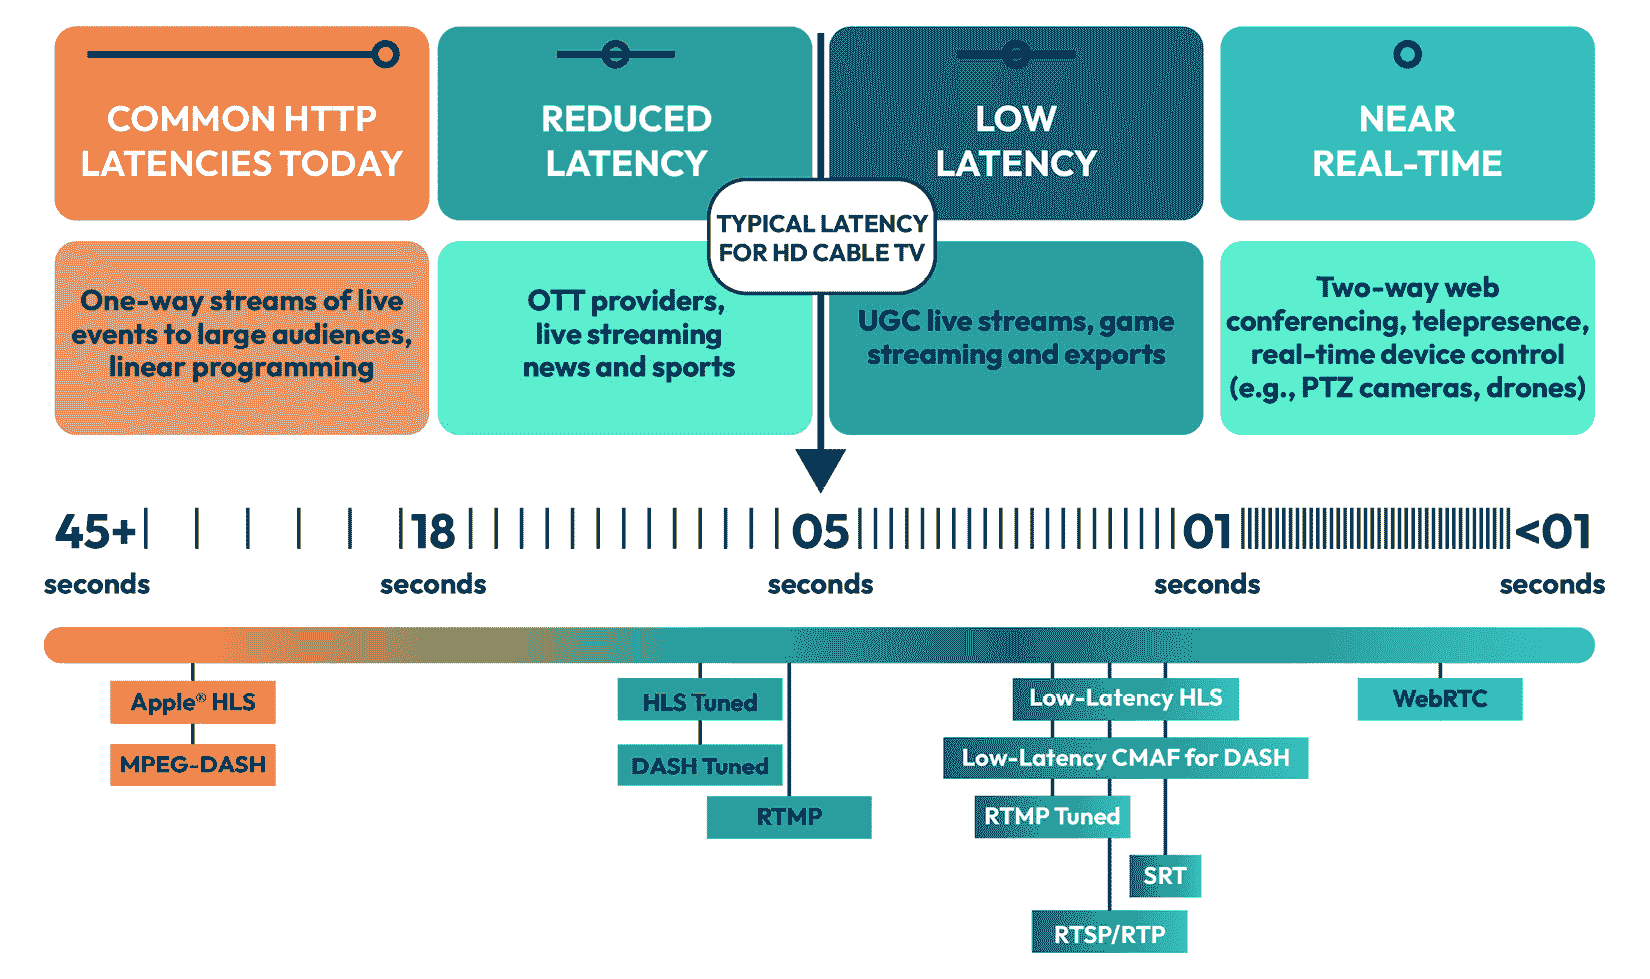 COMMON HTTP
LATENCIES TODAY
REDUCED
LATENCY
LOW
LATENCY
NEAR
REAL-TIME
TYPICAL LATENCY
FOR HD CABLE TV
One-way streams of live
events to large audiences,
linear programming
OTT providers,
live streaming
news and sports
UGC live streams, game
streaming and exports
Two-way web
conferencing, telepresence,
real-time device control
(e.g., PTZ cameras, drones)
45+
seconds
18
seconds
05
seconds
01
seconds
<01
seconds
Apple® HLS
MPEG-DASH
HLS Tuned
DASH Tuned
RTMP
Low-Latency HLS
Low-Latency CMAF for DASH
RTMP Tuned
SRT
RTSP/RTP
WebRTC